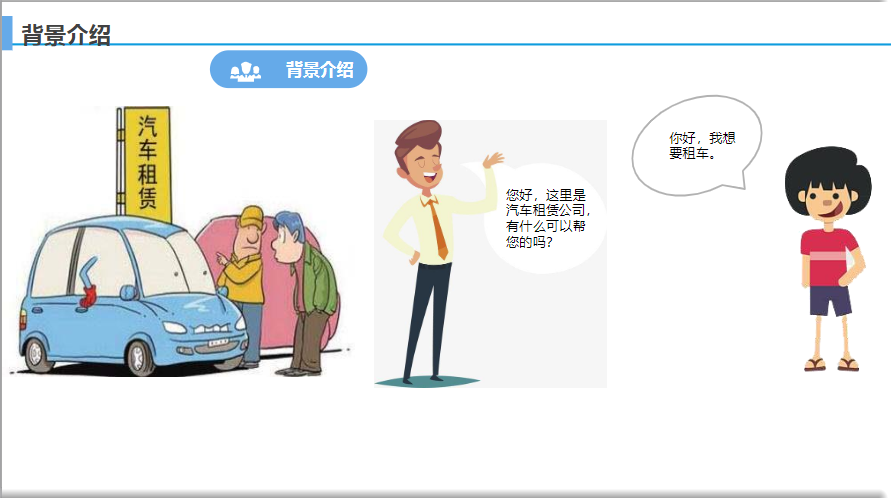 背景介绍
背景介绍
汽车租赁
您好，这里是
汽车租赁公司，
有什么可以帮
您的吗？
你好，我想
要租车。